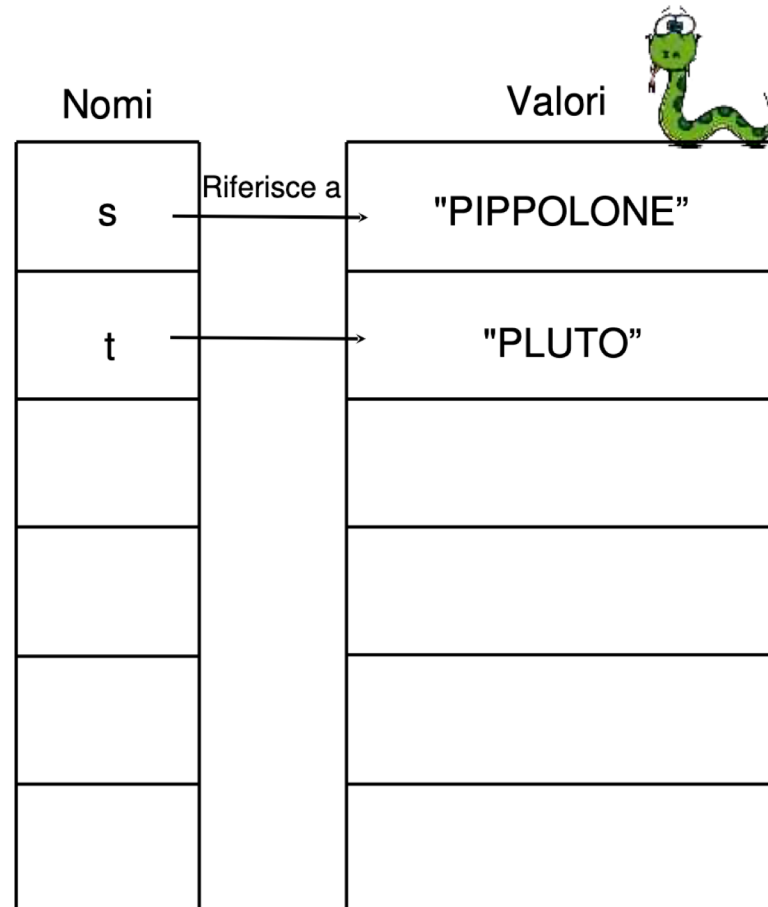 Nomi
Valori
Riferisce a
s
"PIPPOLONE”
t
"PLUTO”